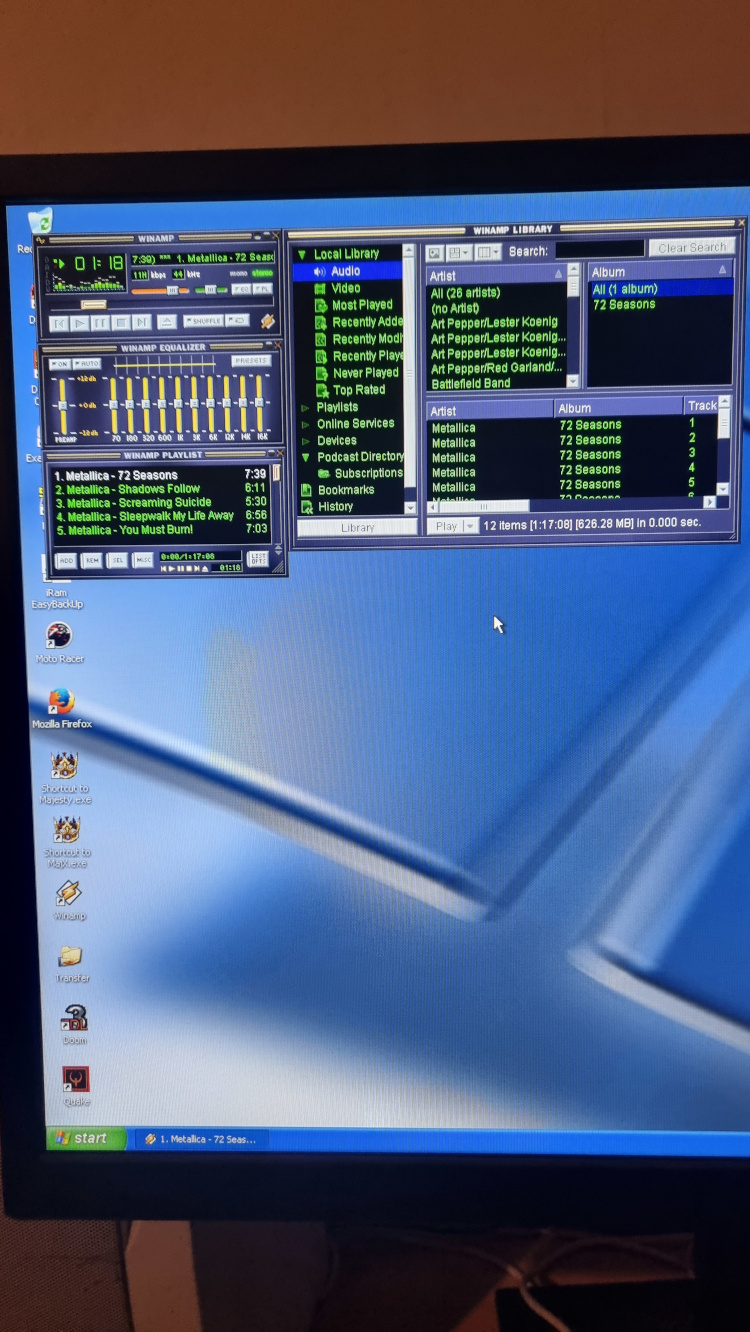 WINAMP
01:18
7:39) *** 1. Metallica - 72 Seas
kbps 44 kHz mono stereo
EQ PL
SHUFFLE
WINAMP EQUALIZER
ON AUTO PRESETS
+12db
+0db
-12db
PREAMP 70 180 320 600 1K 3K 6K 12K 14K 16K
WINAMP PLAYLIST
1. Metallica - 72 Seasons 7:39
2. Metallica - Shadows Follow 6:11
3. Metallica - Screaming Suicide 5:30
4. Metallica - Sleepwalk My Life Away 6:56
5. Metallica - You Must Burn! 7:03
ADD REM SEL MISC
0:00/1:17:08
01:18
LIST OPTS
WINAMP LIBRARY
Local Library
Audio
Video
Most Played
Recently Adde
Recently Modi
Recently Playe
Never Played
Top Rated
Playlists
Online Services
Devices
Podcast Directory
Subscriptions
Bookmarks
History
Library
Search:
Clear Search
Artist
All (26 artists)
(no Artist)
Art Pepper/Lester Koenig
Art Pepper/Lester Koenig...
Art Pepper/Lester Koenig...
Art Pepper/Red Garland/...
Battlefield Band
Album
All (1 album)
72 Seasons
Artist Album Track
Metallica 72 Seasons 1
Metallica 72 Seasons 2
Metallica 72 Seasons 3
Metallica 72 Seasons 4
Metallica 72 Seasons 5
Metallica 72 Seasons 6
Play
12 items [1:17:08] [626.28 MB] in 0.000 sec.
iRam
EasyBackUp
Moto Racer
Mozilla Firefox
Shortcut to
Majesty.exe
Shortcut to
MajX.exe
Winamp
Transfer
Doom
Quake
start
1. Metallica - 72 Seas...